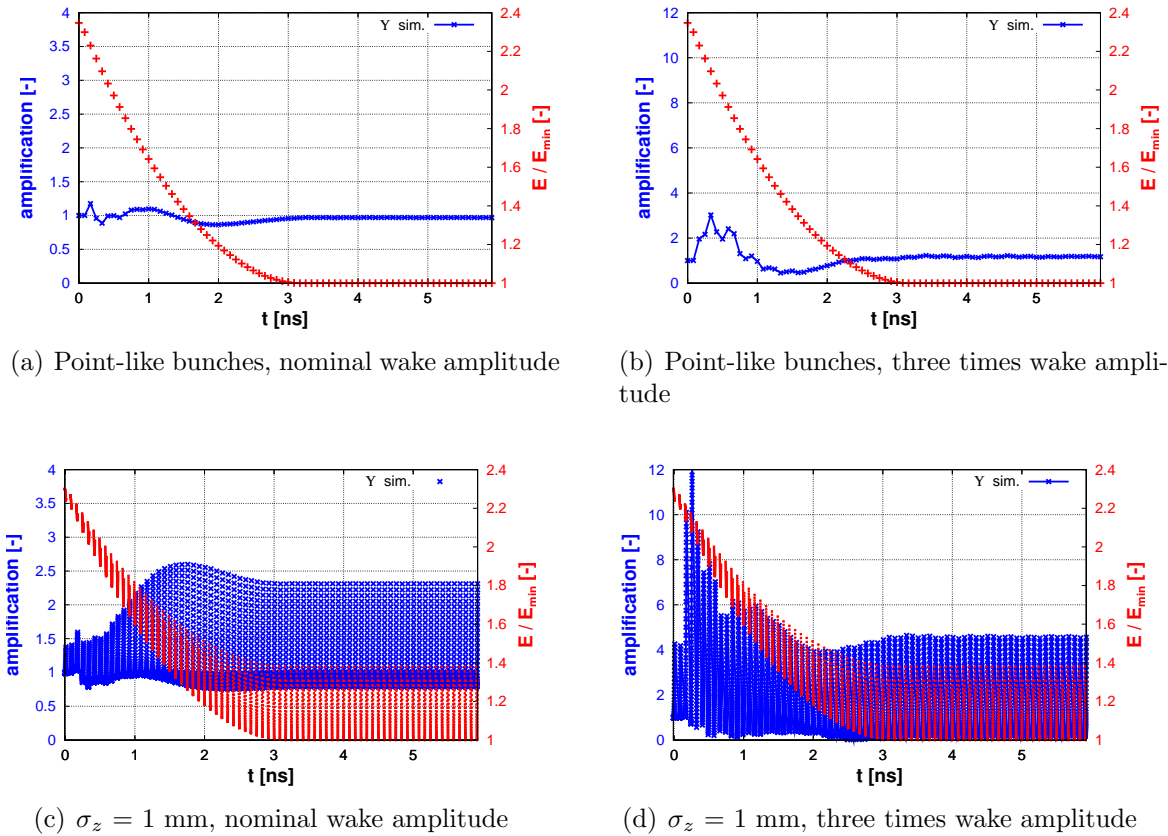 4
3.5
3
2.5
2
1.5
1
0.5
0
amplification [-]
Υ sim.
2.4
2.2
2
1.8
1.6
1.4
1.2
1
E / Emin [-]
0 1 2 3 4 5
t [ns]
(a) Point-like bunches, nominal wake amplitude
12
10
8
6
4
2
0
amplification [-]
Υ sim.
2.4
2.2
2
1.8
1.6
1.4
1.2
1
E / Emin [-]
0 1 2 3 4 5
t [ns]
(b) Point-like bunches, three times wake ampli-
tude
4
3.5
3
2.5
2
1.5
1
0.5
0
amplification [-]
Υ sim.
2.4
2.2
2
1.8
1.6
1.4
1.2
1
E / Emin [-]
0 1 2 3 4 5
t [ns]
(c) σz = 1 mm, nominal wake amplitude
12
10
8
6
4
2
0
amplification [-]
Υ sim.
2.4
2.2
2
1.8
1.6
1.4
1.2
1
E / Emin [-]
0 1 2 3 4 5
t [ns]
(d) σz = 1 mm, three times wake amplitude